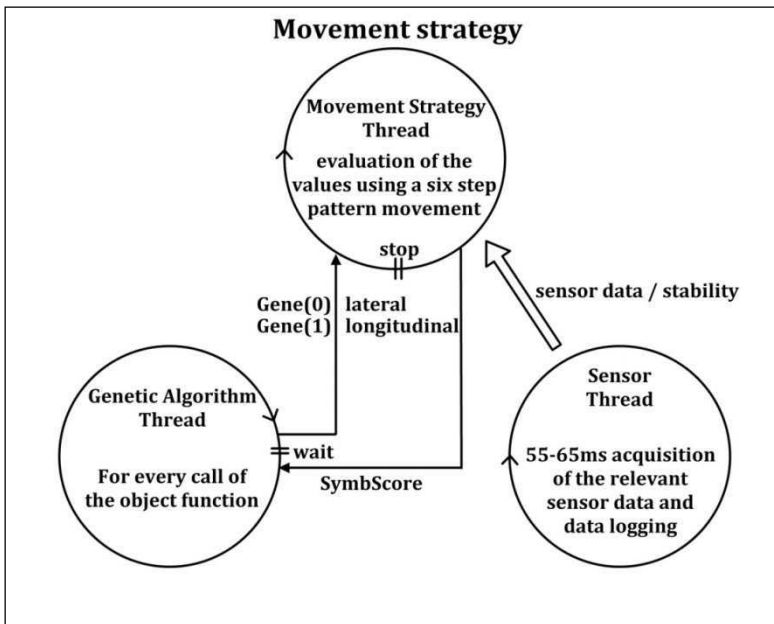 Movement strategy
Movement Strategy
Thread
evaluation of the
values using a six step
pattern movement
stop
Gene(0) lateral
Gene(1) longitudinal
sensor data / stability
Genetic Algorithm
Thread
For every call of
the object function
wait
SymbScore
Sensor
Thread
55-65ms acquisition
of the relevant
sensor data and
data logging